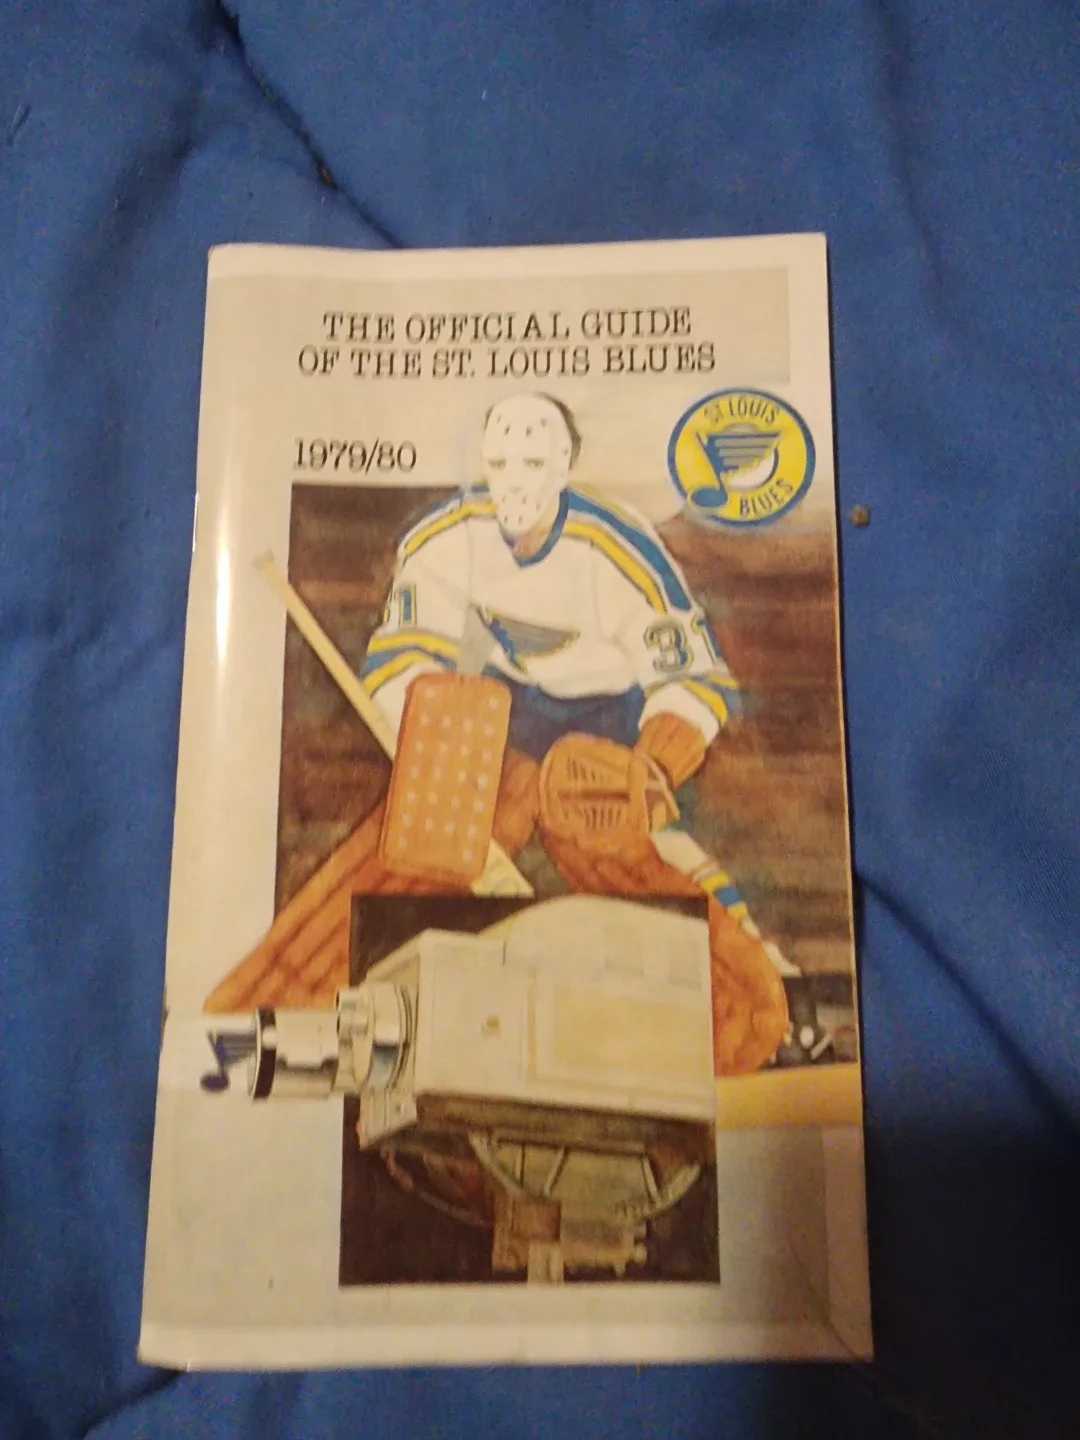 THE OFFICIAL GUIDE
OF THE ST. LOUIS BLUES
ST LOUIS
BLUES
1979/80
31
31